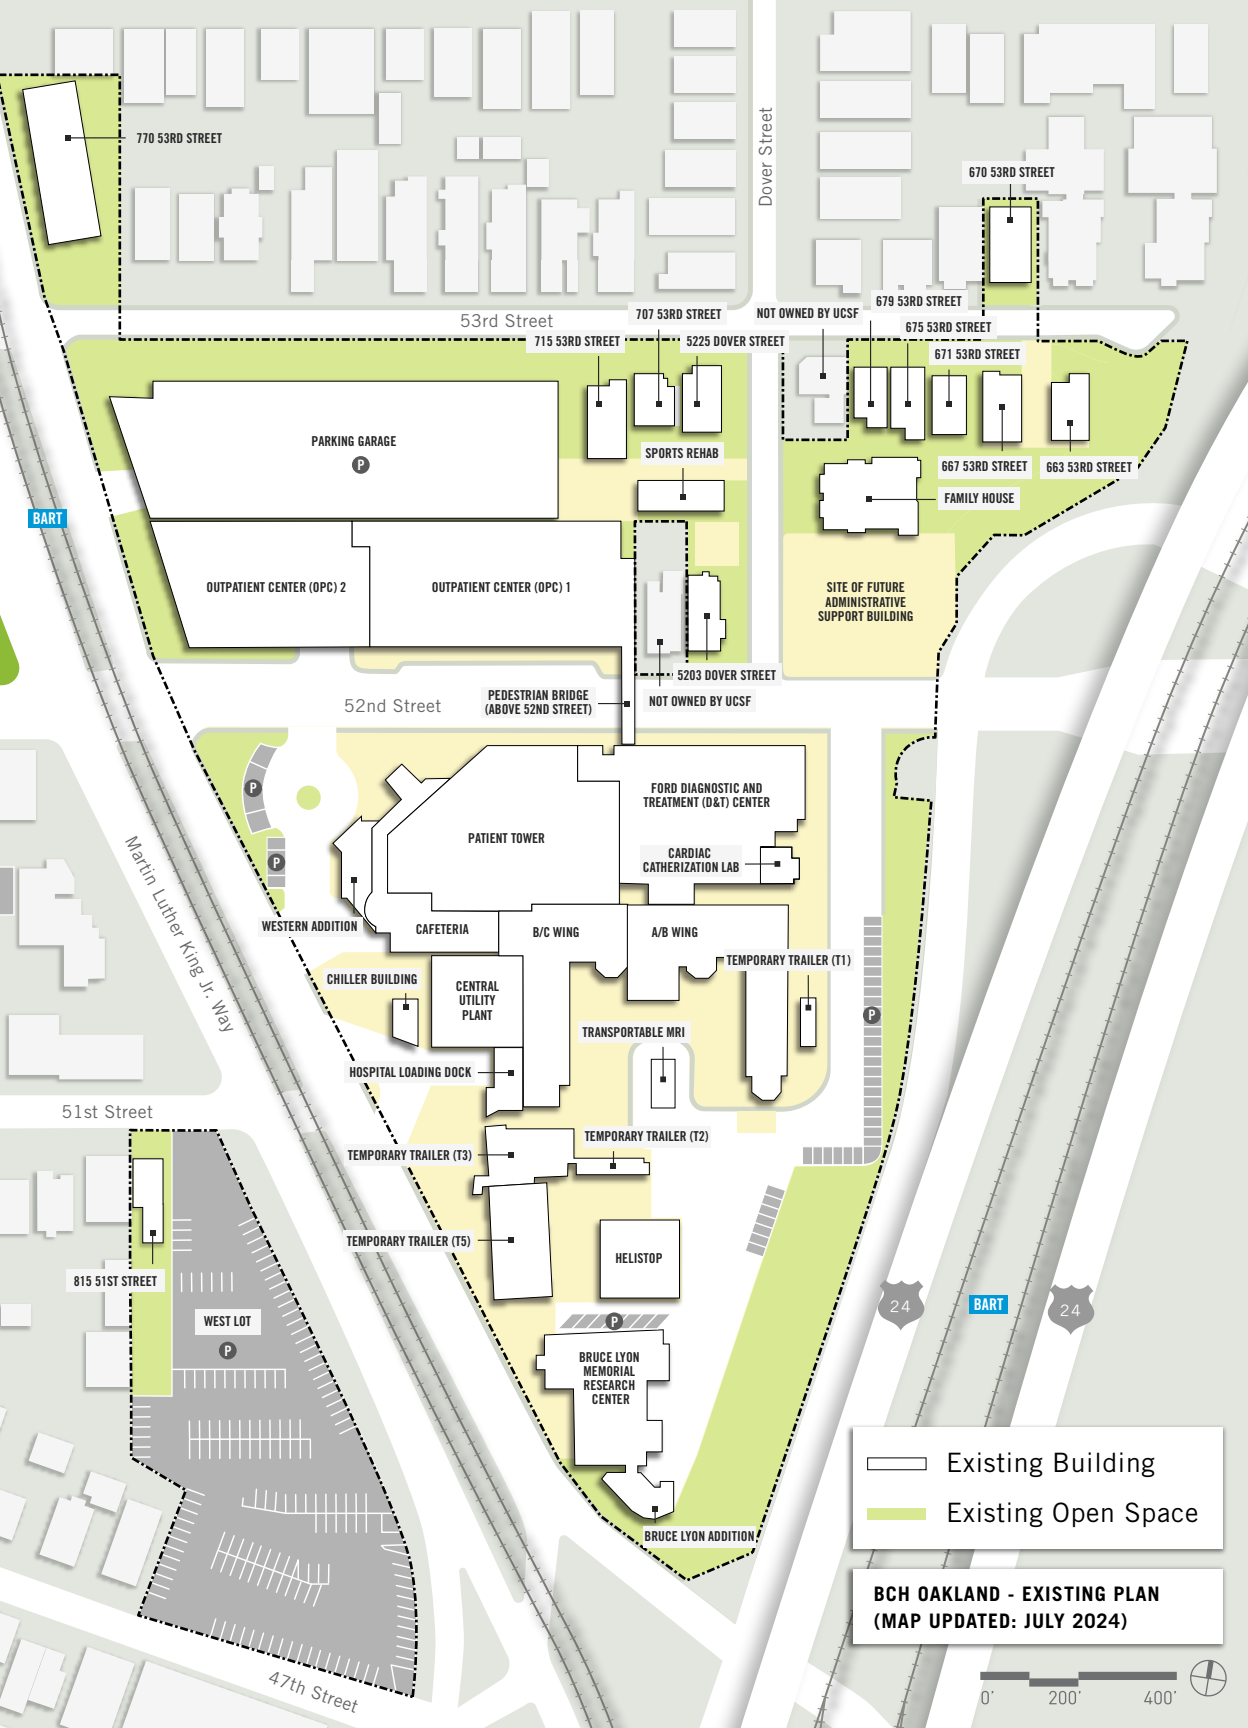 770 53RD STREET
Dover Street
670 53RD STREET
53rd Street
707 53RD STREET
NOT OWNED BY UCSF
679 53RD STREET
675 53RD STREET
715 53RD STREET
5225 DOVER STREET
671 53RD STREET
PARKING GARAGE
P
SPORTS REHAB
667 53RD STREET
663 53RD STREET
FAMILY HOUSE
BART
OUTPATIENT CENTER (OPC) 2
OUTPATIENT CENTER (OPC) 1
SITE OF FUTURE
ADMINISTRATIVE
SUPPORT BUILDING
5203 DOVER STREET
NOT OWNED BY UCSF
PEDESTRIAN BRIDGE
(ABOVE 52ND STREET)
52nd Street
P
FORD DIAGNOSTIC AND
TREATMENT (D&T) CENTER
PATIENT TOWER
CARDIAC
CATHERIZATION LAB
P
Martin Luther King Jr. Way
WESTERN ADDITION
CAFETERIA
B/C WING
A/B WING
TEMPORARY TRAILER (T1)
CHILLER BUILDING
CENTRAL
UTILITY
PLANT
P
TRANSPORTABLE MRI
HOSPITAL LOADING DOCK
51st Street
TEMPORARY TRAILER (T2)
TEMPORARY TRAILER (T3)
TEMPORARY TRAILER (T5)
HELISTOP
815 51ST STREET
WEST LOT
P
P
24
BART
24
BRUCE LYON
MEMORIAL
RESEARCH
CENTER
BRUCE LYON ADDITION
47th Street
Existing Building
Existing Open Space
BCH OAKLAND - EXISTING PLAN
(MAP UPDATED: JULY 2024)
0'
200'
400'